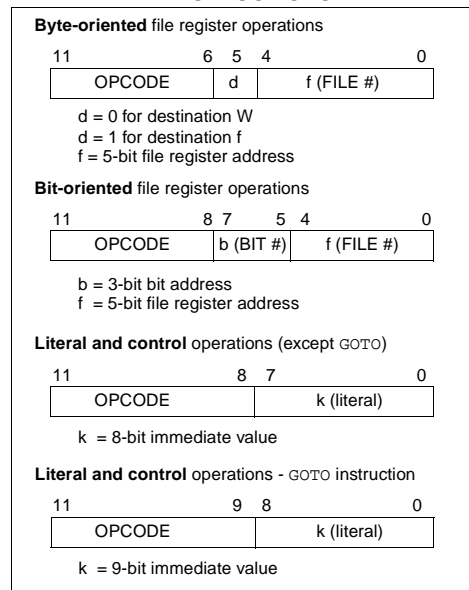 Byte-oriented file register operations
11 6 5 4 0
OPCODE d f (FILE #)
d = 0 for destination W
d = 1 for destination f
f = 5-bit file register address
Bit-oriented file register operations
11 8 7 5 4 0
OPCODE b (BIT #) f (FILE #)
b = 3-bit bit address
f = 5-bit file register address
Literal and control operations (except GOTO)
11 8 7 0
OPCODE k (literal)
k = 8-bit immediate value
Literal and control operations - GOTO instruction
11 9 8 0
OPCODE k (literal)
k = 9-bit immediate value